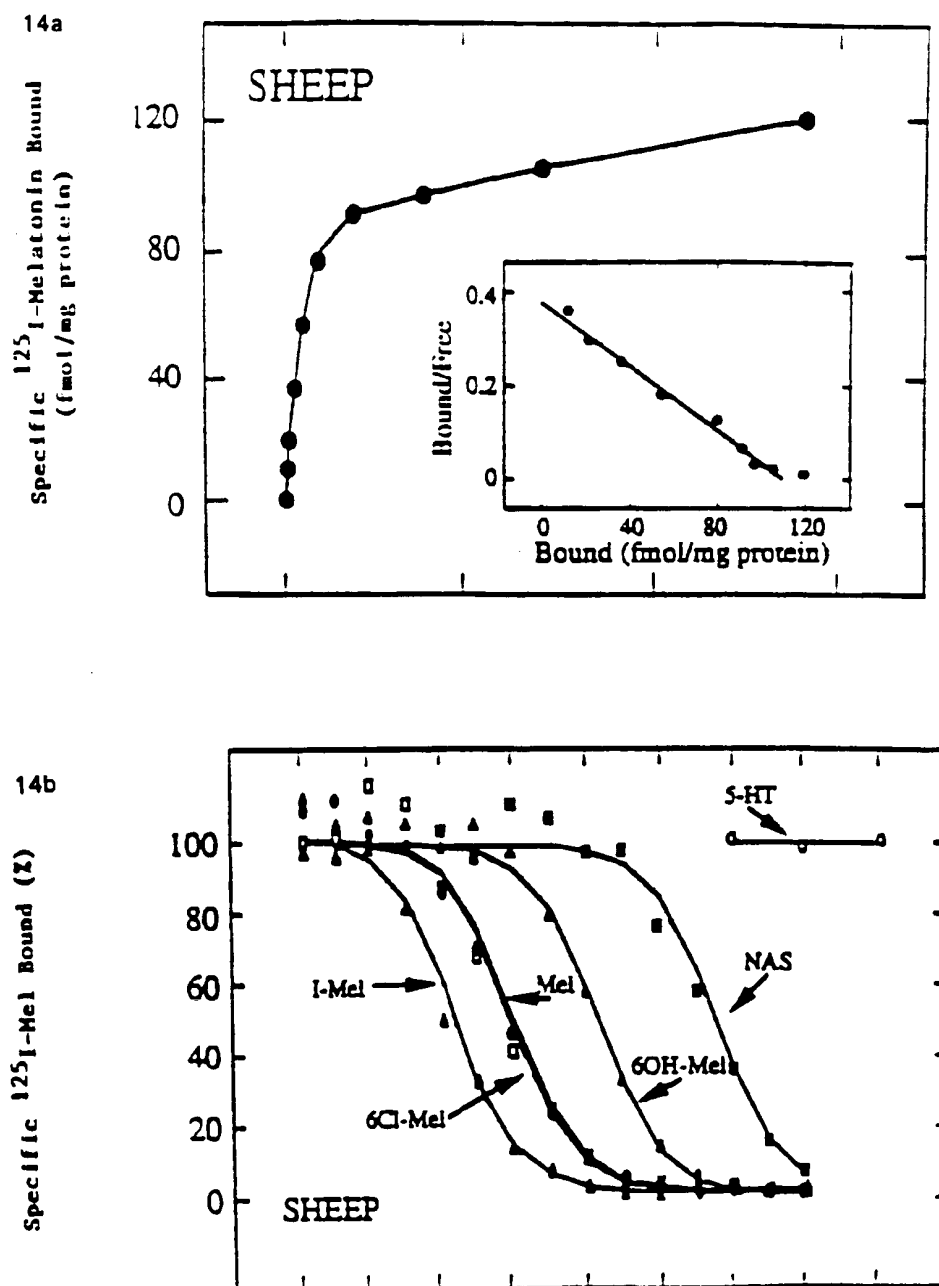 14a
SHEEP
Specific 125I-Melatonin Bound
(fmol/mg protein)
120
80
40
0
Bound/Free
0.4
0.2
0
0 40 80 120
Bound (fmol/mg protein)
14b
Specific 125I-Mel Bound (%)
100
80
60
40
20
0
5-HT
NAS
I-Mel
Mel
6OH-Mel
6Cl-Mel
SHEEP